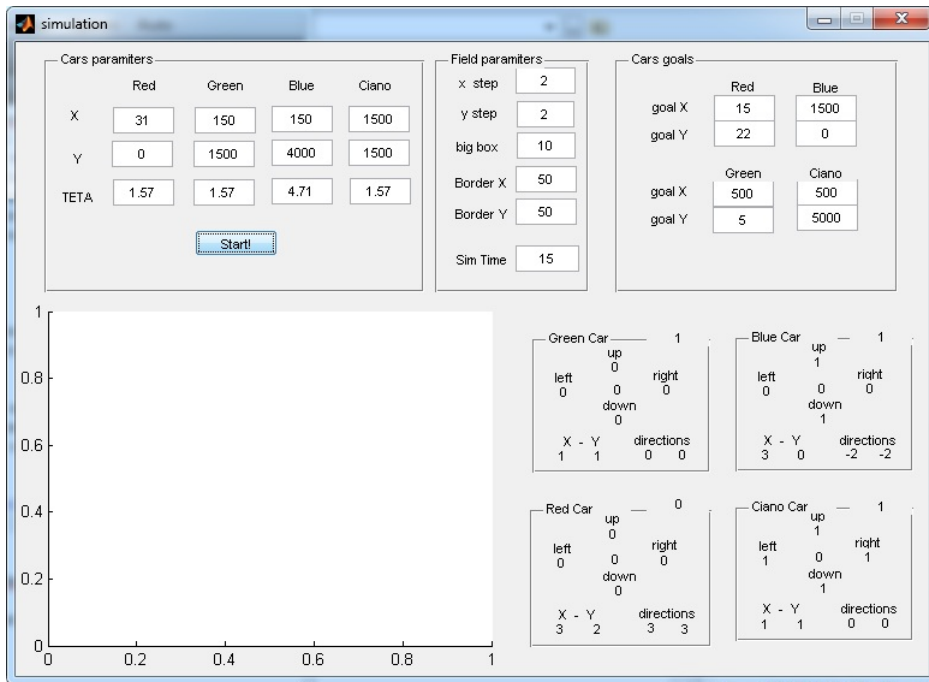 simulation
Cars paramiters
Red Green Blue Ciano
X 31 150 150 1500
Y 0 1500 4000 1500
TETA 1.57 1.57 4.71 1.57
Start!
Field paramiters
x step 2
y step 2
big box 10
Border X 50
Border Y 50
Sim Time 15
Cars goals
Red Blue
goal X 15 1500
goal Y 22 0
Green Ciano
goal X 500 500
goal Y 5 5000
1
0.8
0.6
0.4
0.2
0
0 0.2 0.4 0.6 0.8 1
Green Car 1
up
0
left right
0 0 0
down
0
X - Y directions
1 1 0 0
Blue Car 1
up
1
left right
0 0 0
down
1
X - Y directions
3 0 -2 -2
Red Car 0
up
0
left right
0 0 0
down
0
X - Y directions
3 2 3 3
Ciano Car 1
up
1
left right
1 0 1
down
1
X - Y directions
1 1 0 0